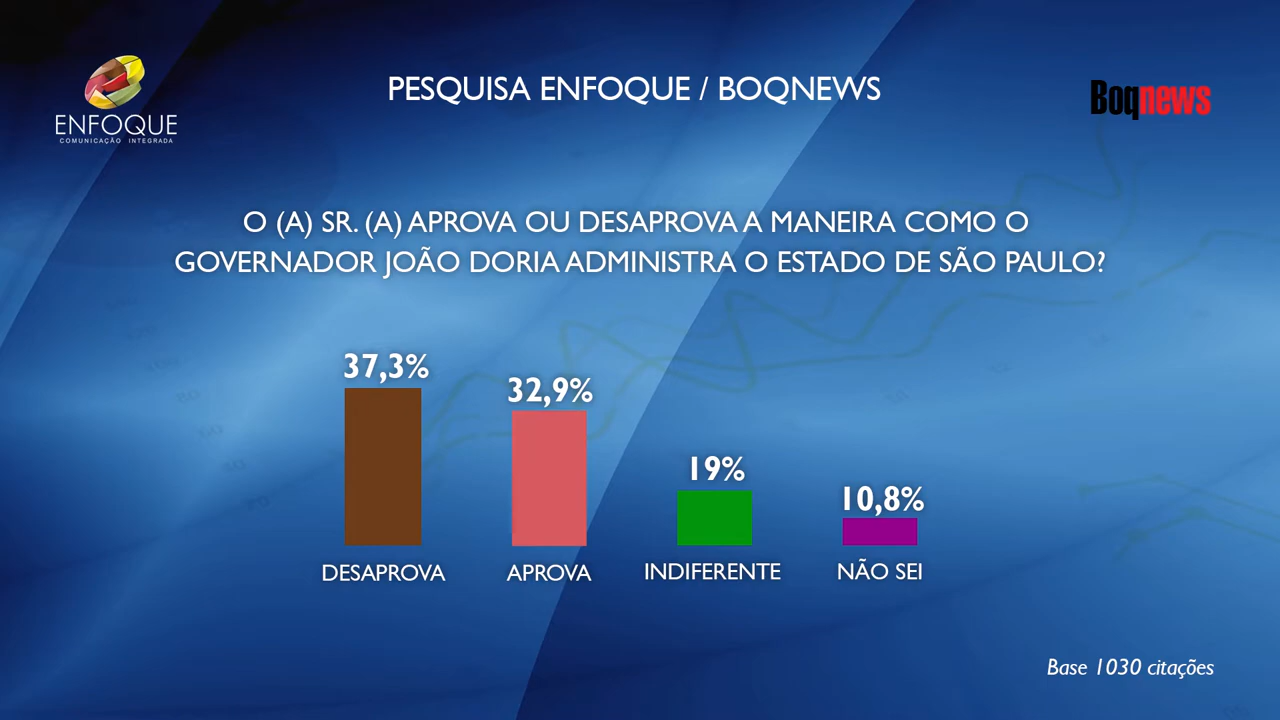 ENFOQUE
COMUNICAÇÃO INTEGRADA
PESQUISA ENFOQUE / BOQNEWS
Boqnews
O (A) SR. (A) APROVA OU DESAPROVA A MANEIRA COMO O
GOVERNADOR JOÃO DORIA ADMINISTRA O ESTADO DE SÃO PAULO?
37,3%
32,9%
19%
10,8%
DESAPROVA
APROVA
INDIFERENTE
NÃO SEI
Base 1030 citações